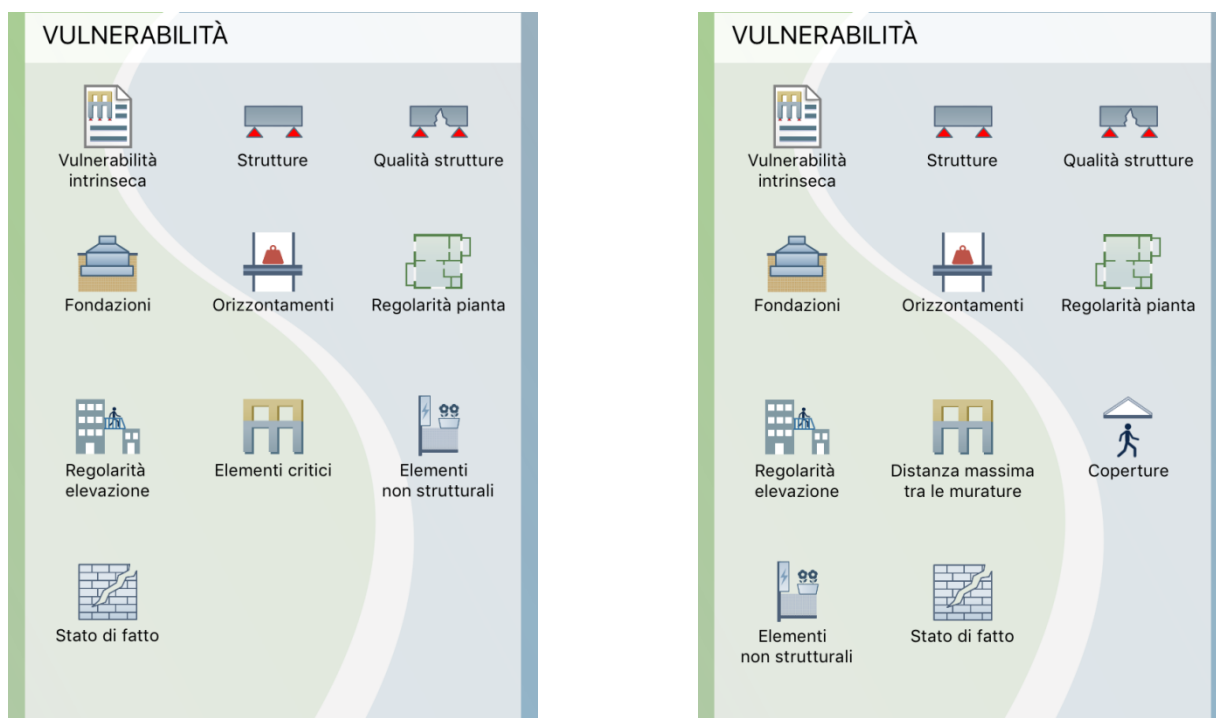 VULNERABILITÀ
Vulnerabilità
intrinseca
Strutture
Qualità strutture
Fondazioni
Orizzontamenti
Regolarità pianta
Regolarità
elevazione
Elementi critici
Elementi
non strutturali
Stato di fatto
VULNERABILITÀ
Vulnerabilità
intrinseca
Strutture
Qualità strutture
Fondazioni
Orizzontamenti
Regolarità pianta
Regolarità
elevazione
Distanza massima
tra le murature
Coperture
Elementi
non strutturali
Stato di fatto